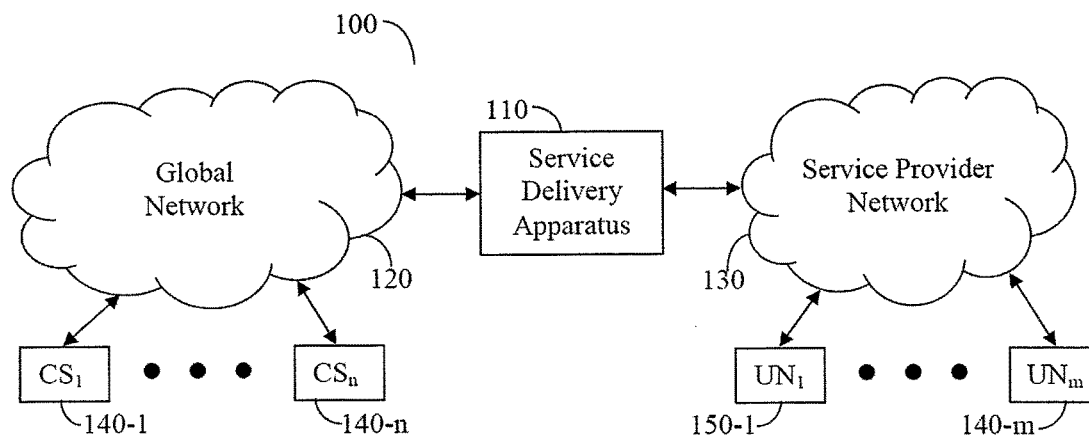 100
110
Global
Network
Service
Delivery
Apparatus
Service Provider
Network
120
130
CS₁
CSₙ
UN₁
UNₘ
140-1
140-n
150-1
140-m